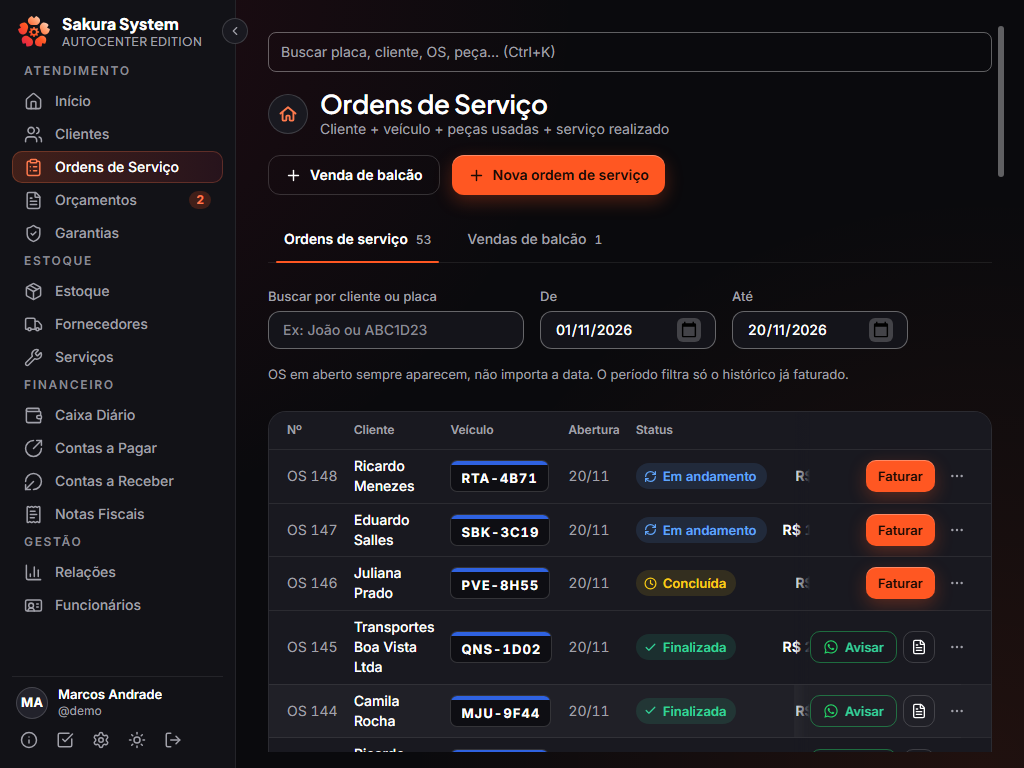 Sakura System
AUTOCENTER EDITION
ATENDIMENTO
Início
Clientes
Ordens de Serviço
Orçamentos 2
Garantias
ESTOQUE
Estoque
Fornecedores
Serviços
FINANCEIRO
Caixa Diário
Contas a Pagar
Contas a Receber
Notas Fiscais
GESTÃO
Relações
Funcionários
MA
Marcos Andrade
@demo
Buscar placa, cliente, OS, peça... (Ctrl+K)
Ordens de Serviço
Cliente + veículo + peças usadas + serviço realizado
Venda de balcão
Nova ordem de serviço
Ordens de serviço 53
Vendas de balcão 1
Buscar por cliente ou placa
De
Até
Ex: João ou ABC1D23
01/11/2026
20/11/2026
OS em aberto sempre aparecem, não importa a data. O período filtra só o histórico já faturado.
Nº Cliente Veículo Abertura Status
OS 148 Ricardo Menezes RTA-4B71 20/11 Em andamento R$ Faturar ...
OS 147 Eduardo Salles SBK-3C19 20/11 Em andamento R$ Faturar ...
OS 146 Juliana Prado PVE-8H55 20/11 Concluída R$ Faturar ...
OS 145 Transportes Boa Vista Ltda QNS-1D02 20/11 Finalizada R$ Avisar ...
OS 144 Camila Rocha MJU-9F44 20/11 Finalizada R$ Avisar ...